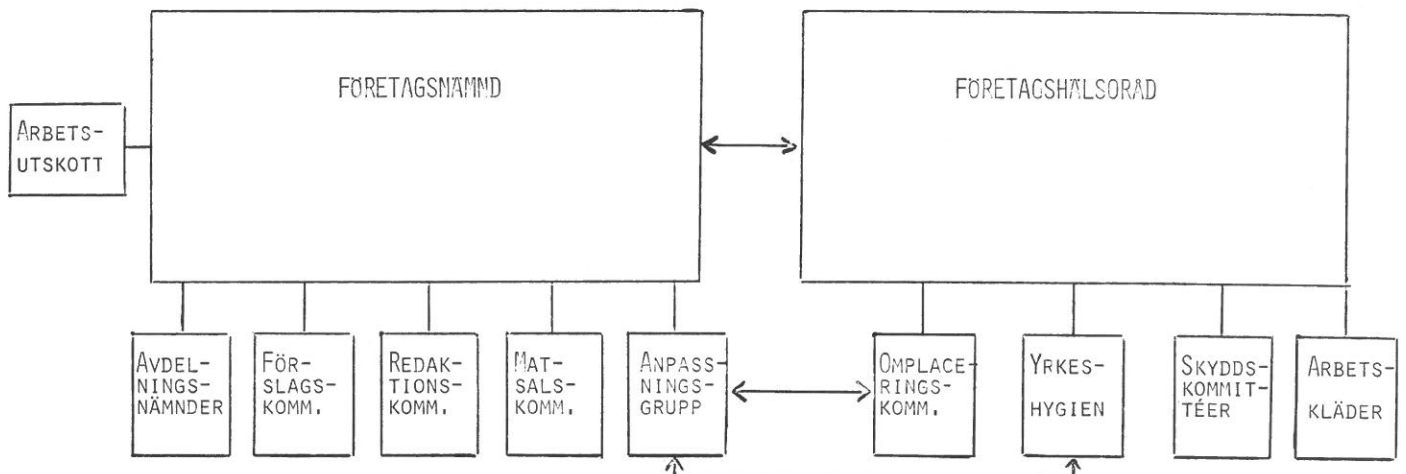 FÖRETAGSNÄMND
FÖRETAGSHÄLSORÅD
ARBETS-
UTSKOTT
AVDEL-
NINGS-
NÄMNDER
FÖR-
SLAGS-
KOMM.
REDAK-
TIONS-
KOMM.
MAT-
SALS-
KOMM.
ANPASS-
NINGS-
GRUPP
OMPLACE-
RINGS-
KOMM.
YRKES-
HYGIEN
SKYDDS-
KOMMIT-
TÉER
ARBETS-
KLÄDER